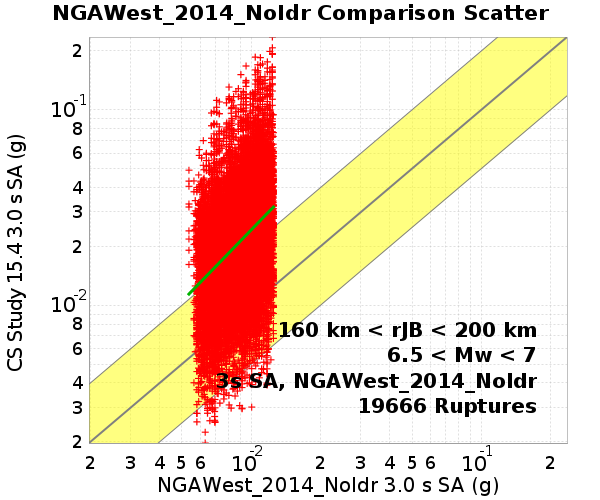 NGAWest_2014_NoIdr Comparison Scatter
CS Study 15.4 3.0 s SA (g)
2
10-1
8
6
4
3
2
10-2
8
6
4
3
2
160 km < rJB < 200 km
6.5 < Mw < 7
3s SA, NGAWest_2014_NoIdr
19666 Ruptures
2 3 4 5 6 10-2 2 3 4 5 6 10-1 2
NGAWest_2014_NoIdr 3.0 s SA (g)